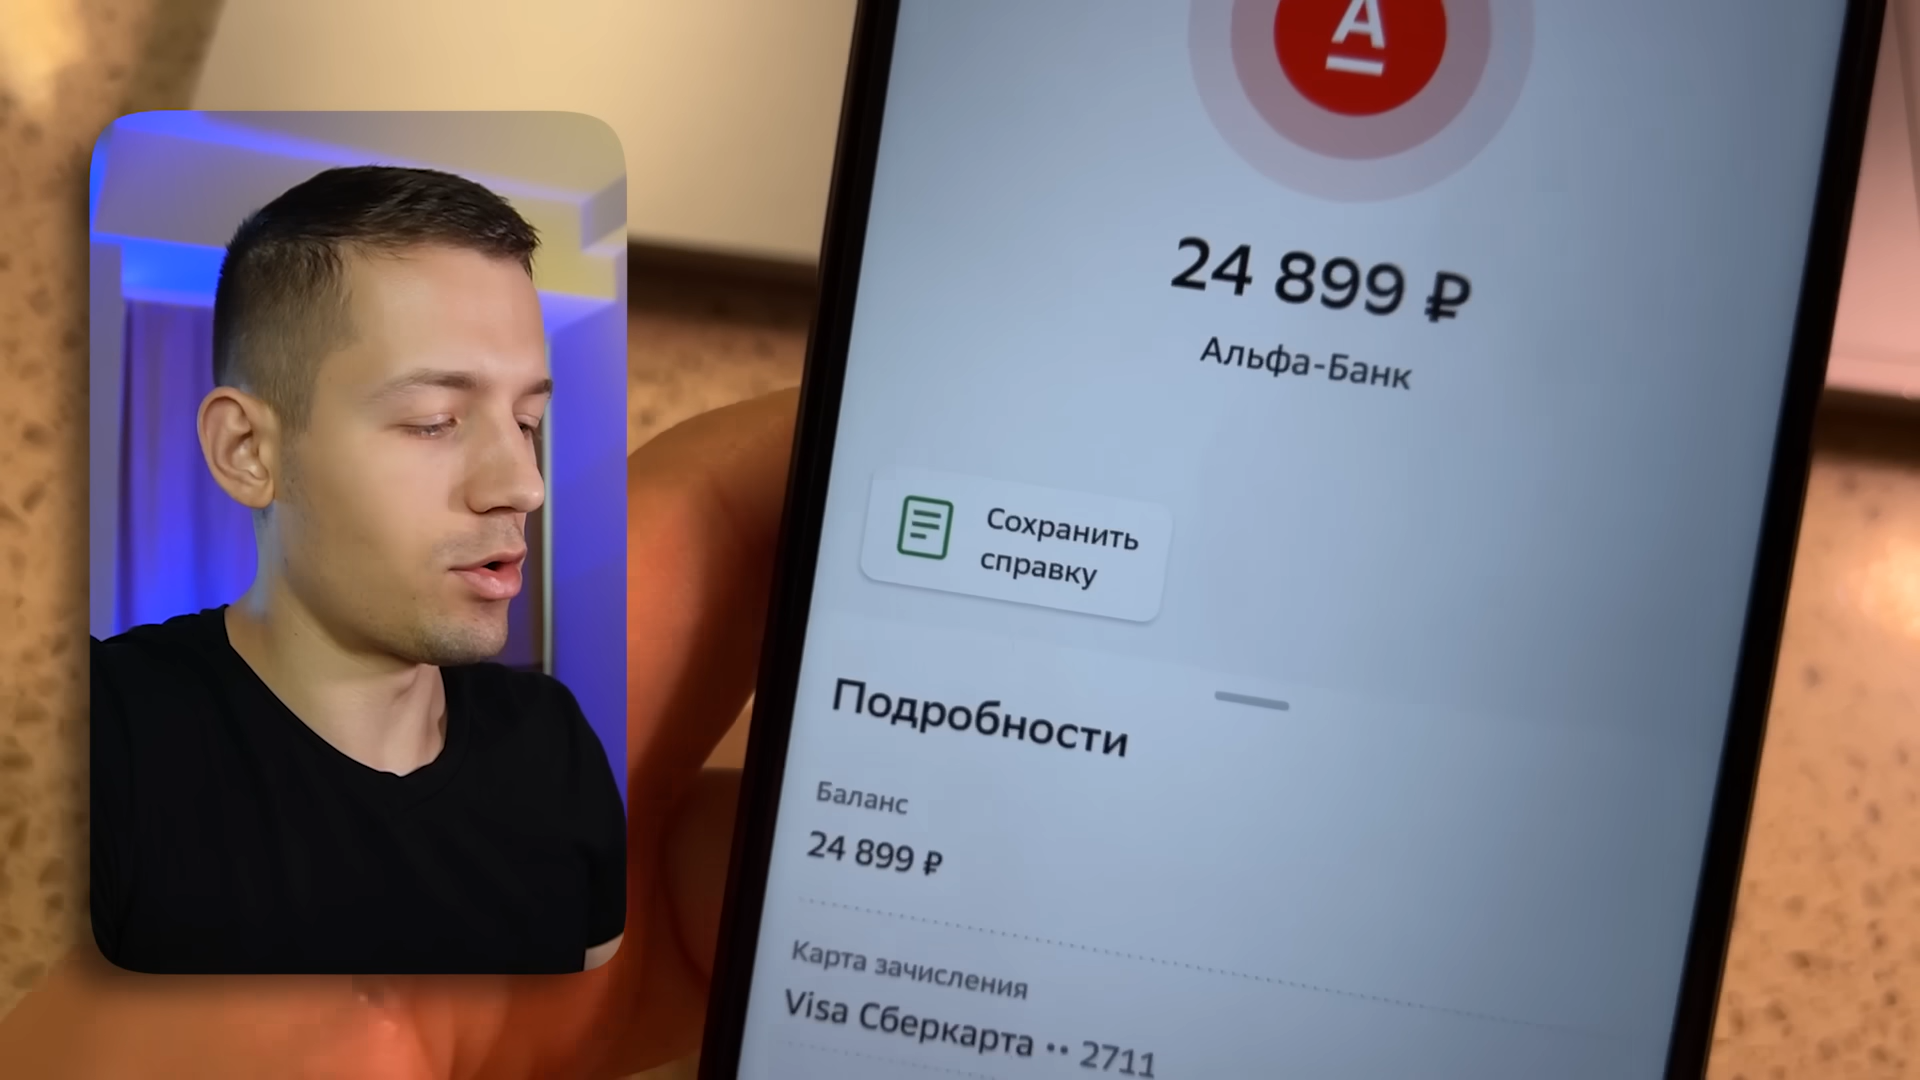 А
24 899 ₽
Альфа-Банк
Сохранить
справку
Подробности
Баланс
24 899 ₽
Карта зачисления
Visa Сберкарта •• 2711